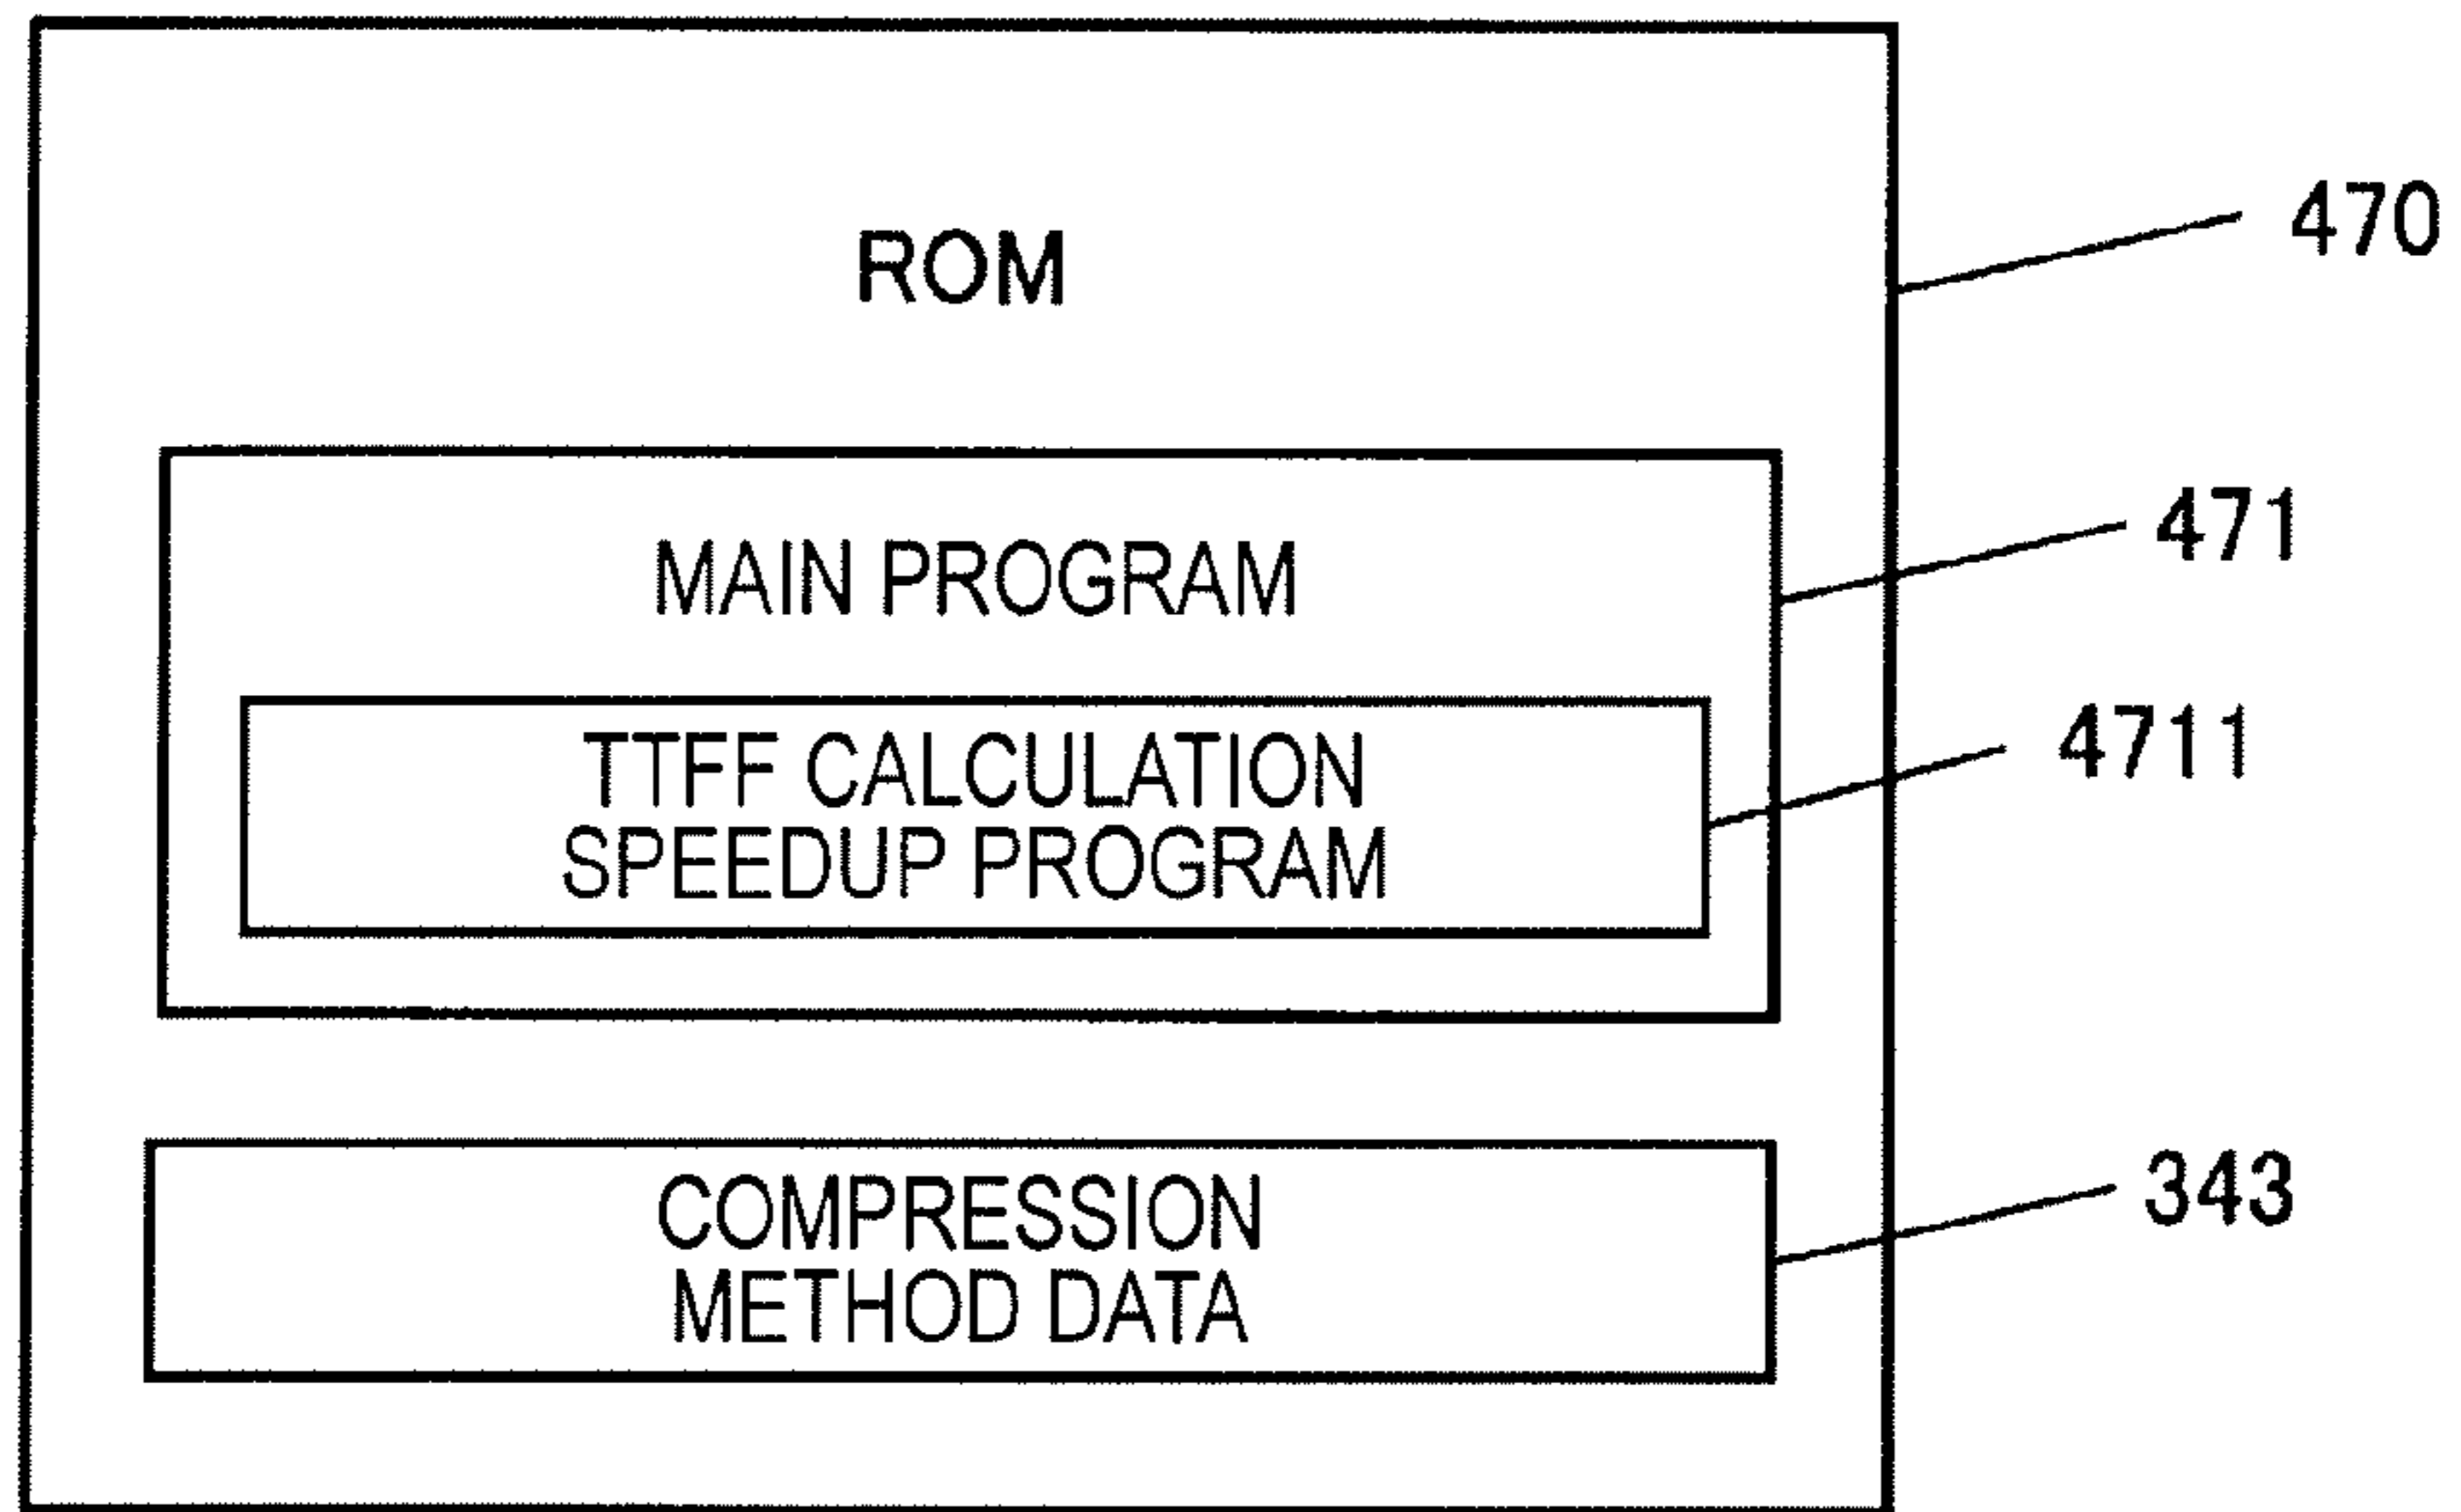 ROM
470
MAIN PROGRAM
471
TTFF CALCULATION
SPEEDUP PROGRAM
4711
COMPRESSION
METHOD DATA
343